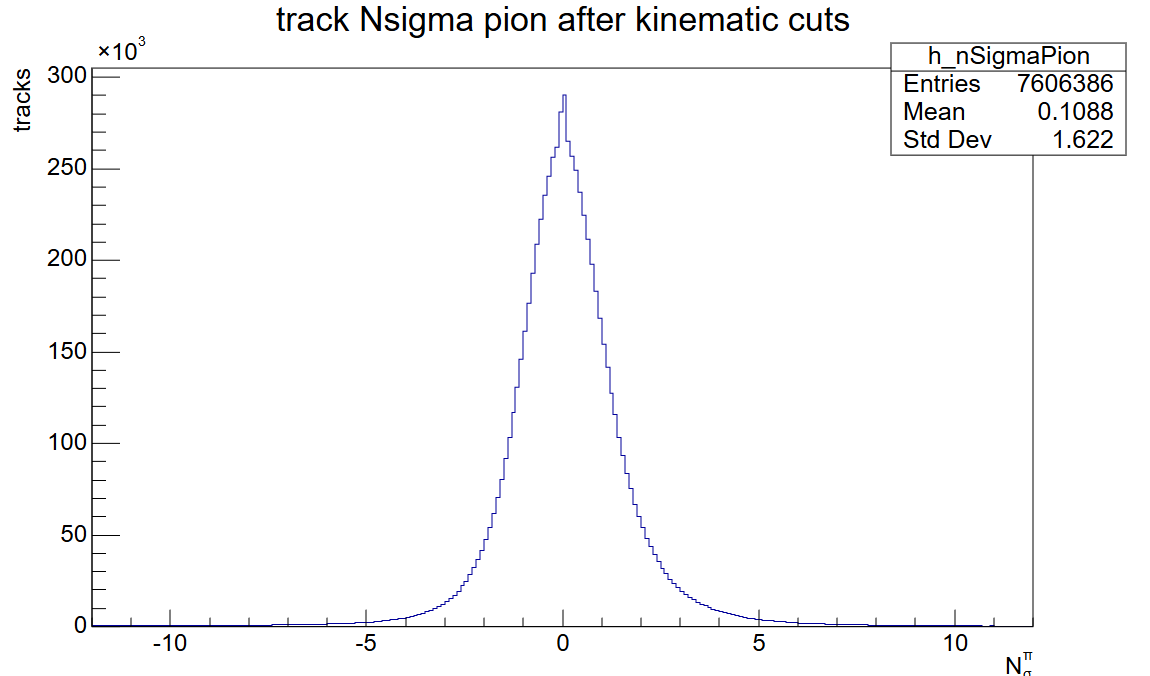 track Nsigma pion after kinematic cuts
×10³
tracks
h_nSigmaPion
Entries 7606386
Mean 0.1088
Std Dev 1.622
300
250
200
150
100
50
0
-10 -5 0 5 10
N_σ^π